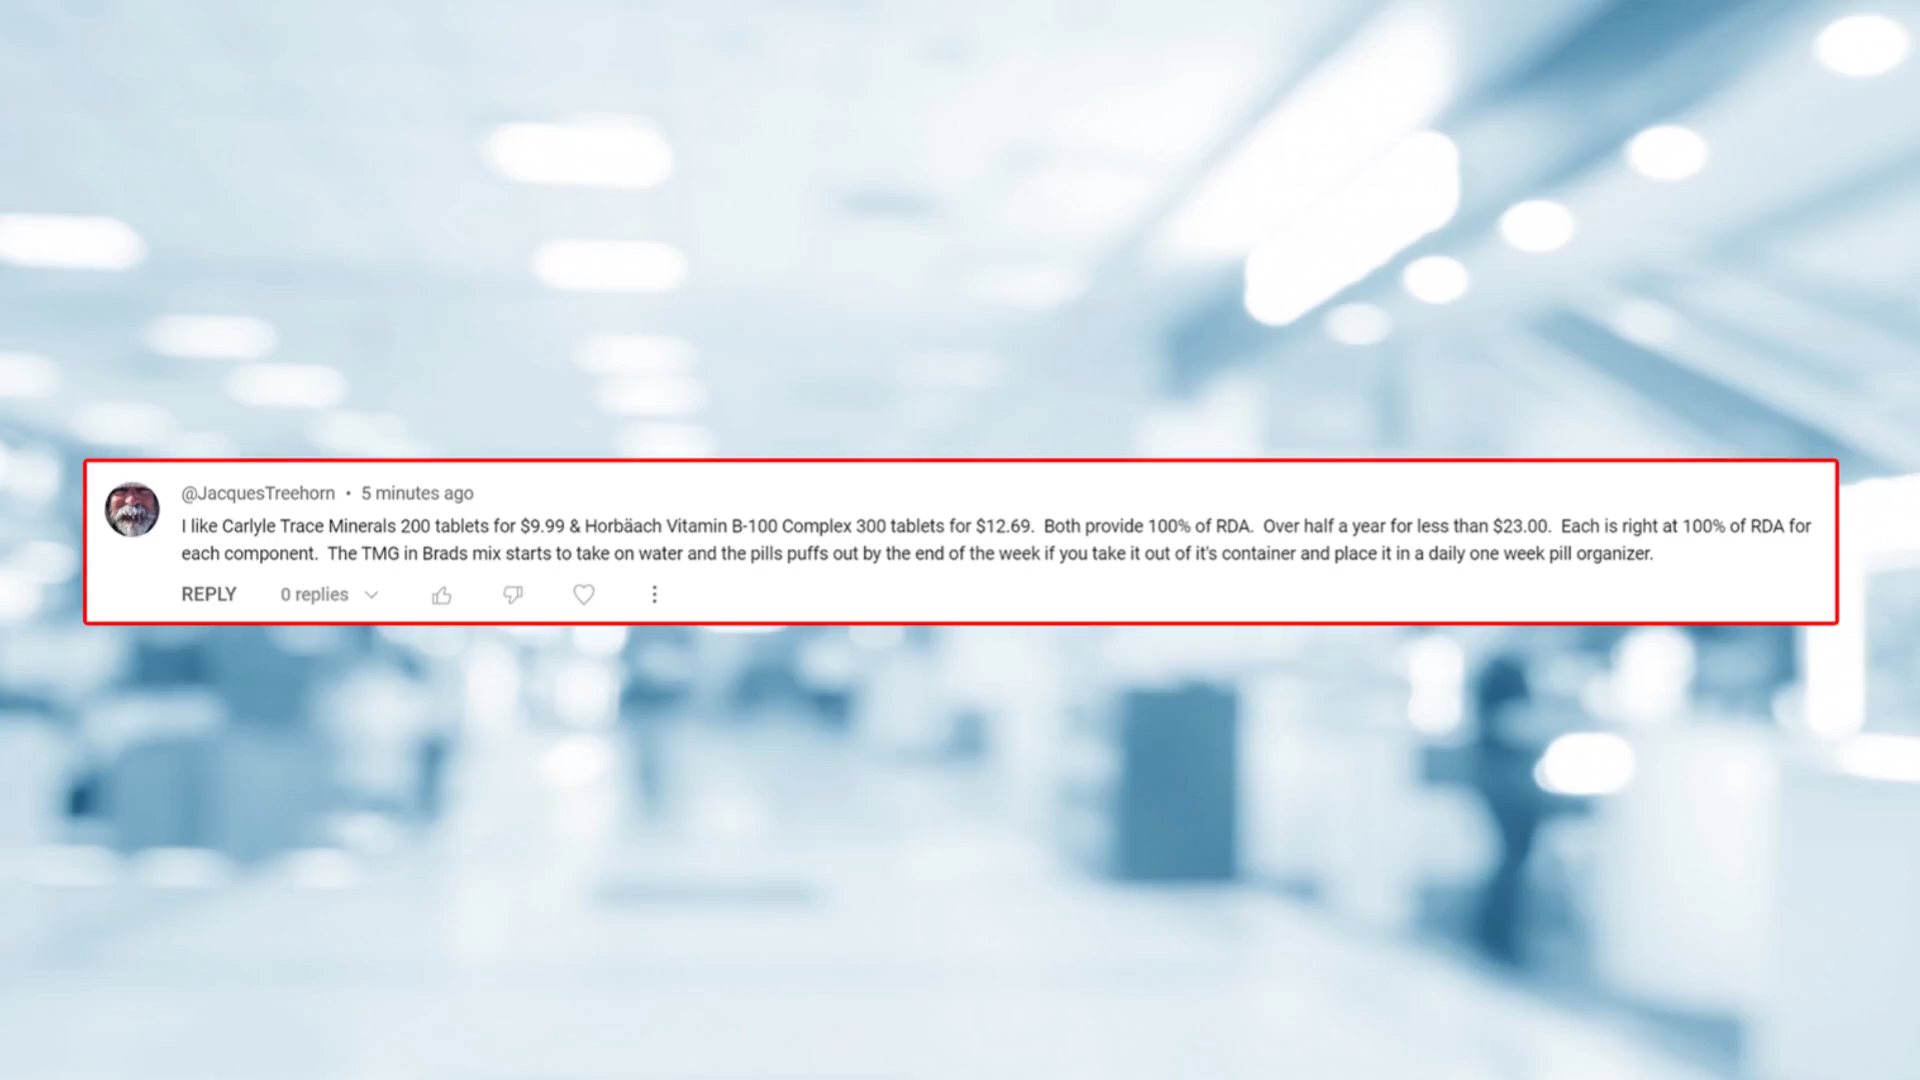 @JacquesTreehorn • 5 minutes ago
I like Carlyle Trace Minerals 200 tablets for $9.99 & Horbäach Vitamin B-100 Complex 300 tablets for $12.69.  Both provide 100% of RDA.  Over half a year for less than $23.00.  Each is right at 100% of RDA for
each component.  The TMG in Brads mix starts to take on water and the pills puffs out by the end of the week if you take it out of it's container and place it in a daily one week pill organizer.
REPLY 0 replies